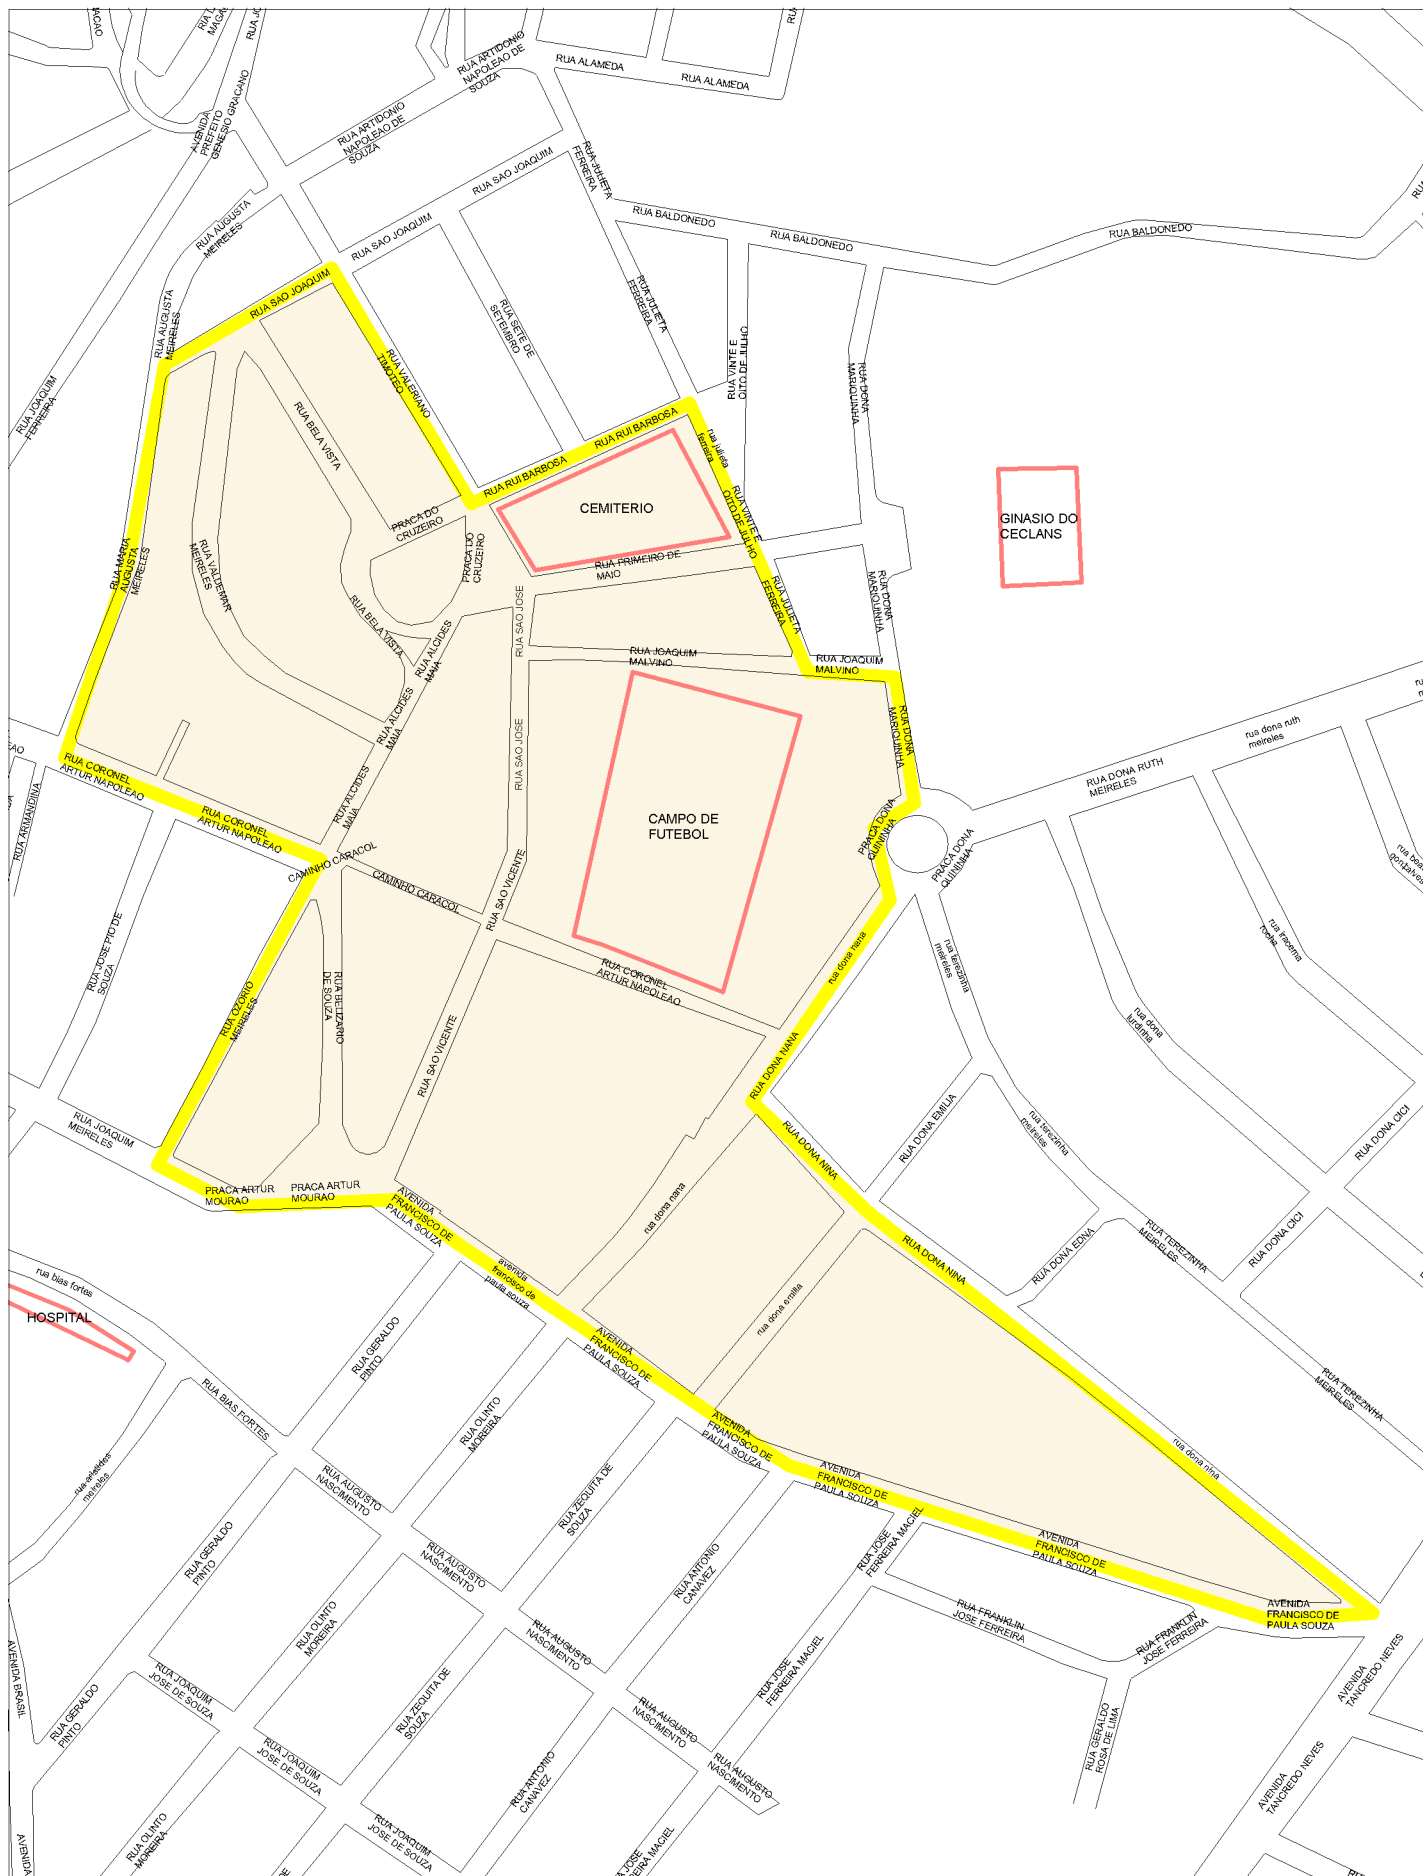 RUA ARTIDONIO
NAPOLEAO DE
SOUZA
RUA ALAMEDA
RUA ALAMEDA
AVENIDA
PREFEITO
GENESIO GRACANO
RUA ARTIDONIO
NAPOLEAO DE
SOUZA
RUA SAO JOAQUIM
RUA JULIETA
FERREIRA
RUA AUGUSTA
MEIRELES
RUA SAO JOAQUIM
RUA BALDONEDO
RUA BALDONEDO
RUA BALDONEDO
RUA SAO JOAQUIM
RUA AUGUSTA
MEIRELES
RUA SETE DE
SETEMBRO
RUA JULIETA
FERREIRA
RUA VINTE E
OITO DE JULHO
RUA DONA
MARIQUINHA
RUA JOAQUIM
FERREIRA
RUA VALERIANO
TIMOTEO
RUA BELA VISTA
RUA RUI BARBOSA
RUA RUI BARBOSA
rua julieta
ferreira
CEMITERIO
RUA VINTE E
OITO DE JULHO
PRACA DO
CRUZEIRO
PRACA DO
CRUZEIRO
GINASIO DO
CECLANS
RUA MARIA
AUGUSTA
MEIRELES
RUA VALDEMAR
MEIRELES
RUA PRIMEIRO DE
MAIO
RUA DONA
MARIQUINHA
RUA JULIETA
FERREIRA
RUA SAO JOSE
RUA BELA VISTA
RUA ALCIDES
MAIA
RUA JOAQUIM
MALVINO
RUA JOAQUIM
MALVINO
RUA ALCIDES
MAIA
RUA SAO JOSE
RUA DONA
MARIQUINHA
rua dona ruth
meireles
RUA DONA RUTH
MEIRELES
RUA CORONEL
ARTUR NAPOLEAO
RUA ARMANDINA
RUA ALCIDES
MAIA
RUA CORONEL
ARTUR NAPOLEAO
CAMPO DE
FUTEBOL
PRACA DONA
QUININHA
PRACA DONA
QUININHA
CAMINHO CARACOL
CAMINHO CARACOL
RUA SAO VICENTE
RUA JOSE PIO DE
SOUZA
RUA OZORIO
MEIRELES
RUA BELIZARIO
DE SOUZA
RUA CORONEL
ARTUR NAPOLEAO
rua dona nana
rua terezinha
meireles
rua iracema
rocha
rua dona
lurdinha
RUA SAO VICENTE
RUA DONA NANA
RUA JOAQUIM
MEIRELES
RUA DONA NINA
RUA DONA EMILIA
rua terezinha
meireles
RUA DONA CICI
PRACA ARTUR
MOURAO
PRACA ARTUR
MOURAO
AVENIDA
FRANCISCO DE
PAULA SOUZA
rua dona nana
RUA DONA NINA
RUA DONA EDNA
RUA TEREZINHA
MEIRELES
RUA DONA CICI
rua bias fortes
HOSPITAL
avenida
francisco de
paula souza
rua dona emilia
RUA GERALDO
PINTO
AVENIDA
FRANCISCO DE
PAULA SOUZA
RUA BIAS FORTES
RUA OLINTO
MOREIRA
RUA TEREZINHA
MEIRELES
rua aristides
meireles
AVENIDA
FRANCISCO DE
PAULA SOUZA
rua dona nina
RUA AUGUSTO
NASCIMENTO
RUA ZEQUITA DE
SOUZA
AVENIDA
FRANCISCO DE
PAULA SOUZA
RUA GERALDO
PINTO
RUA AUGUSTO
NASCIMENTO
RUA ANTONIO
CANAVEZ
RUA JOSE
FERREIRA MACIEL
AVENIDA
FRANCISCO DE
PAULA SOUZA
RUA OLINTO
MOREIRA
RUA AUGUSTO
NASCIMENTO
RUA FRANKLIN
JOSE FERREIRA
RUA FRANKLIN
JOSE FERREIRA
AVENIDA
FRANCISCO DE
PAULA SOUZA
AVENIDA BRASIL
RUA GERALDO
PINTO
RUA JOAQUIM
JOSE DE SOUZA
RUA ZEQUITA DE
SOUZA
RUA JOSE
FERREIRA MACIEL
RUA AUGUSTO
NASCIMENTO
AVENIDA
TANCREDO NEVES
RUA JOAQUIM
JOSE DE SOUZA
RUA ANTONIO
CANAVEZ
RUA AUGUSTO
NASCIMENTO
RUA GERALDO
ROSA DE LIMA
AVENIDA
TANCREDO NEVES
RUA OLINTO
MOREIRA
RUA JOAQUIM
JOSE DE SOUZA
AVENIDA